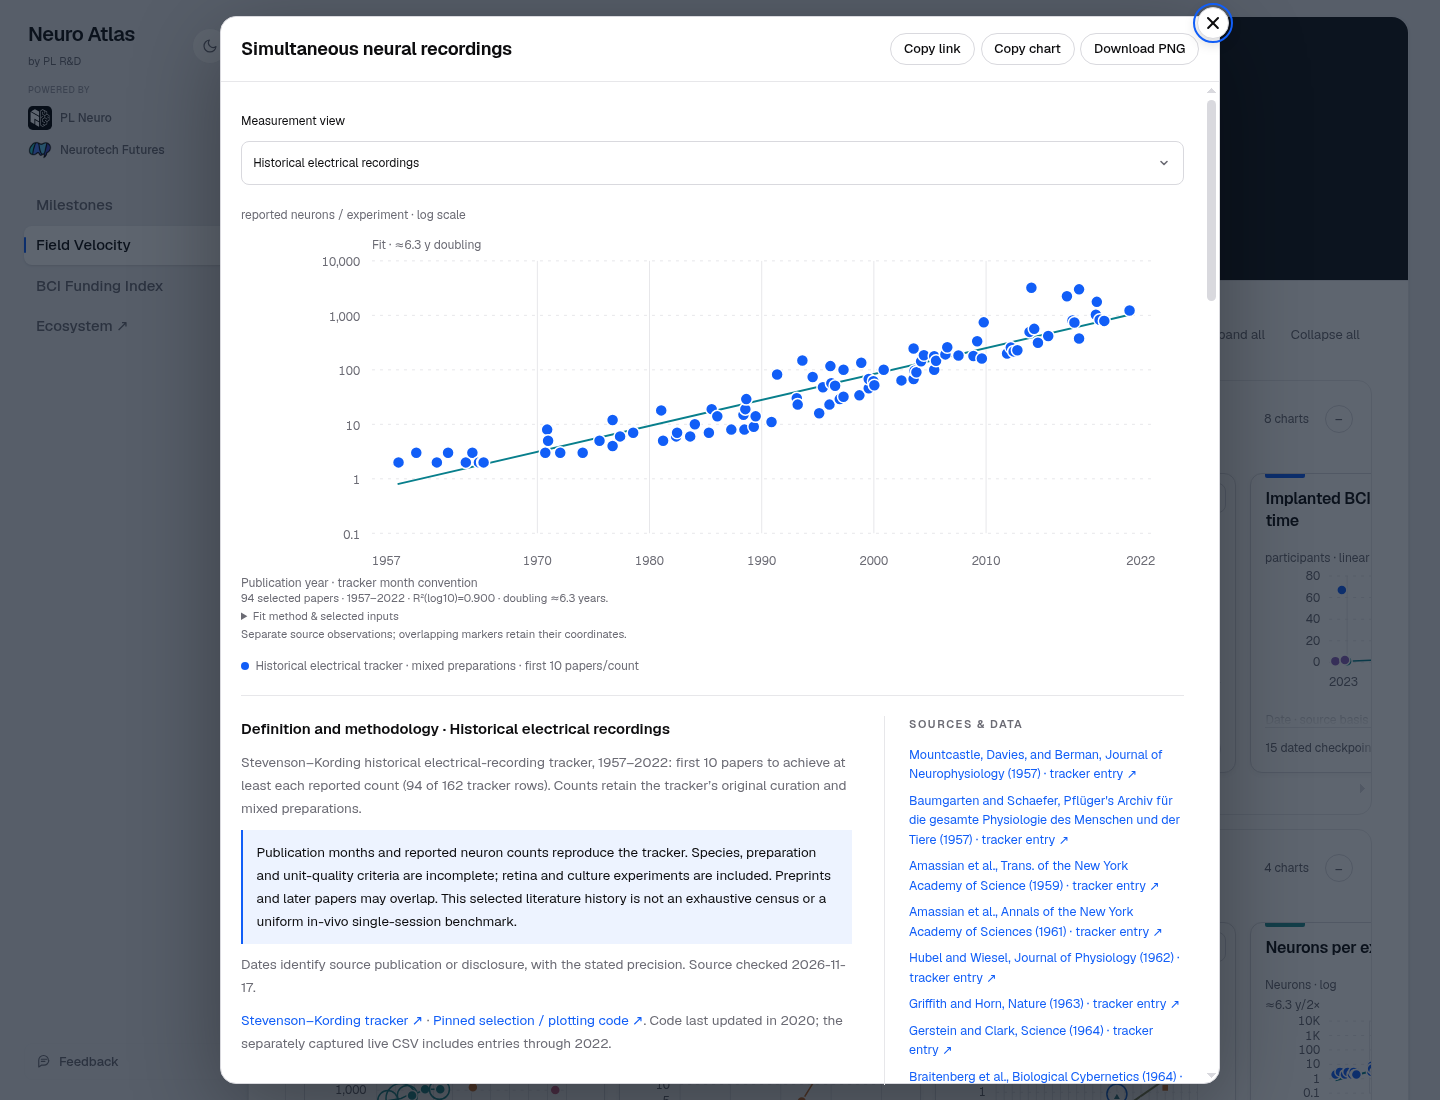 Neuro Atlas
by PL R&D
POWERED BY
PL Neuro
Neurotech Futures
Milestones
Field Velocity
BCI Funding Index
Ecosystem ↗
Feedback
Simultaneous neural recordings
Copy link
Copy chart
Download PNG
Measurement view
Historical electrical recordings
reported neurons / experiment · log scale
Fit · ≈6.3 y doubling
10,000
1,000
100
10
1
0.1
1957
1970
1980
1990
2000
2010
2022
Publication year · tracker month convention
94 selected papers · 1957–2022 · R²(log10)=0.900 · doubling ≈6.3 years.
▶ Fit method & selected inputs
Separate source observations; overlapping markers retain their coordinates.
Historical electrical tracker · mixed preparations · first 10 papers/count
Definition and methodology · Historical electrical recordings
Stevenson–Kording historical electrical-recording tracker, 1957–2022: first 10 papers to achieve at
least each reported count (94 of 162 tracker rows). Counts retain the tracker's original curation and
mixed preparations.
Publication months and reported neuron counts reproduce the tracker. Species, preparation
and unit-quality criteria are incomplete; retina and culture experiments are included. Preprints
and later papers may overlap. This selected literature history is not an exhaustive census or a
uniform in-vivo single-session benchmark.
Dates identify source publication or disclosure, with the stated precision. Source checked 2026-11-
17.
Stevenson–Kording tracker ↗ · Pinned selection / plotting code ↗. Code last updated in 2020; the
separately captured live CSV includes entries through 2022.
SOURCES & DATA
Mountcastle, Davies, and Berman, Journal of
Neurophysiology (1957) · tracker entry ↗
Baumgarten and Schaefer, Pflüger's Archiv für
die gesamte Physiologie des Menschen und der
Tiere (1957) · tracker entry ↗
Amassian et al., Trans. of the New York
Academy of Science (1959) · tracker entry ↗
Amassian et al., Annals of the New York
Academy of Sciences (1961) · tracker entry ↗
Hubel and Wiesel, Journal of Physiology (1962) ·
tracker entry ↗
Griffith and Horn, Nature (1963) · tracker entry ↗
Gerstein and Clark, Science (1964) · tracker
entry ↗
Braitenberg et al., Biological Cybernetics (1964) ·
all
Collapse all
8 charts
Implanted BCI
time
participants · linear
80
60
40
20
0
2023
Date · source basis
15 dated checkpoin
4 charts
Neurons per e
Neurons · log
≈6.3 y/2×
10K
1K
100
10
1
0.1
1,000